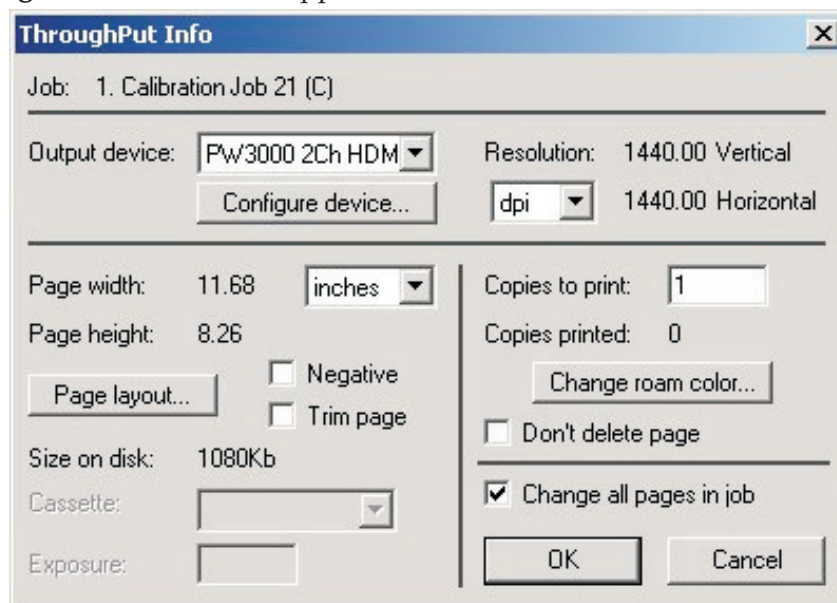 ThroughPut Info
Job: 1. Calibration Job 21 (C)
Output device: PW3000 2Ch HDM
Resolution: 1440.00 Vertical
Configure device...
dpi 1440.00 Horizontal
Page width: 11.68 inches
Page height: 8.26
Negative
Page layout...
Trim page
Size on disk: 1080Kb
Cassette:
Exposure:
Copies to print: 1
Copies printed: 0
Change roam color...
Don't delete page
Change all pages in job
OK Cancel